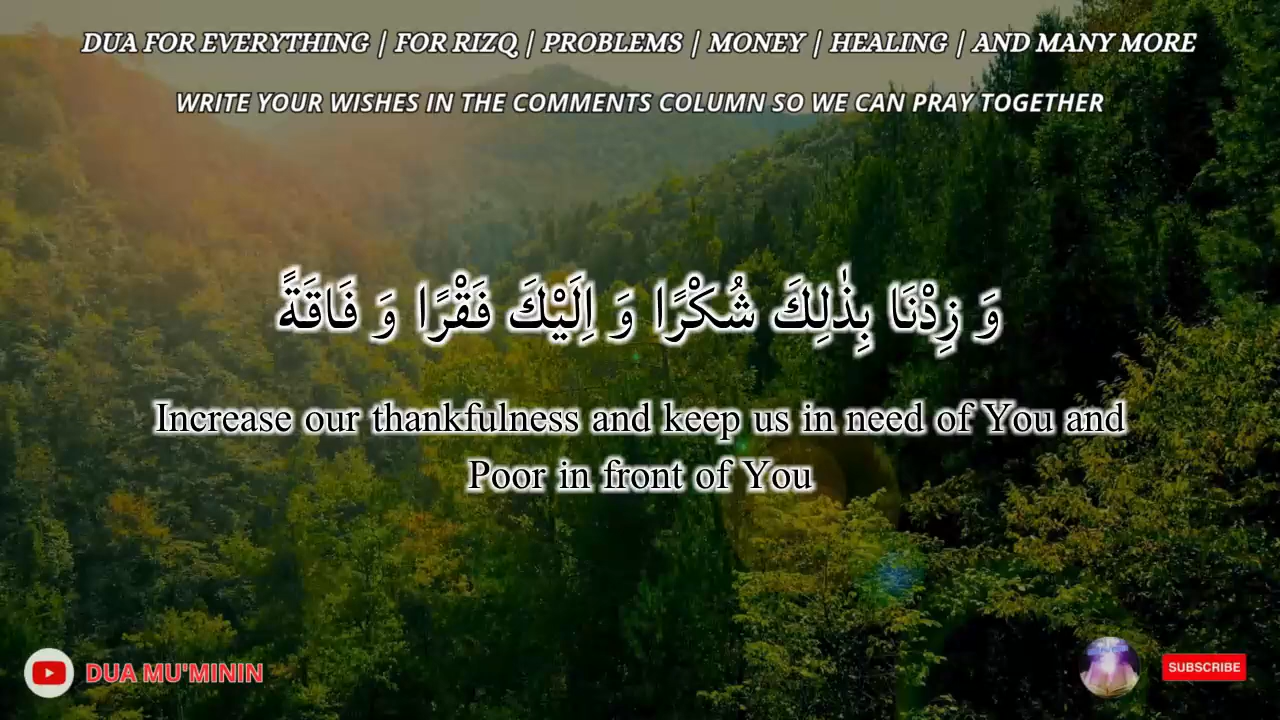 DUA FOR EVERYTHING | FOR RIZQ | PROBLEMS | MONEY | HEALING | AND MANY MORE
WRITE YOUR WISHES IN THE COMMENTS COLUMN SO WE CAN PRAY TOGETHER
وَ زِدْنَا بِذٰلِكَ شُكْرًا وَ اِلَيْكَ فَقْرًا وَ فَاقَةً
Increase our thankfulness and keep us in need of You and
Poor in front of You
DUA MU'MININ
SUBSCRIBE